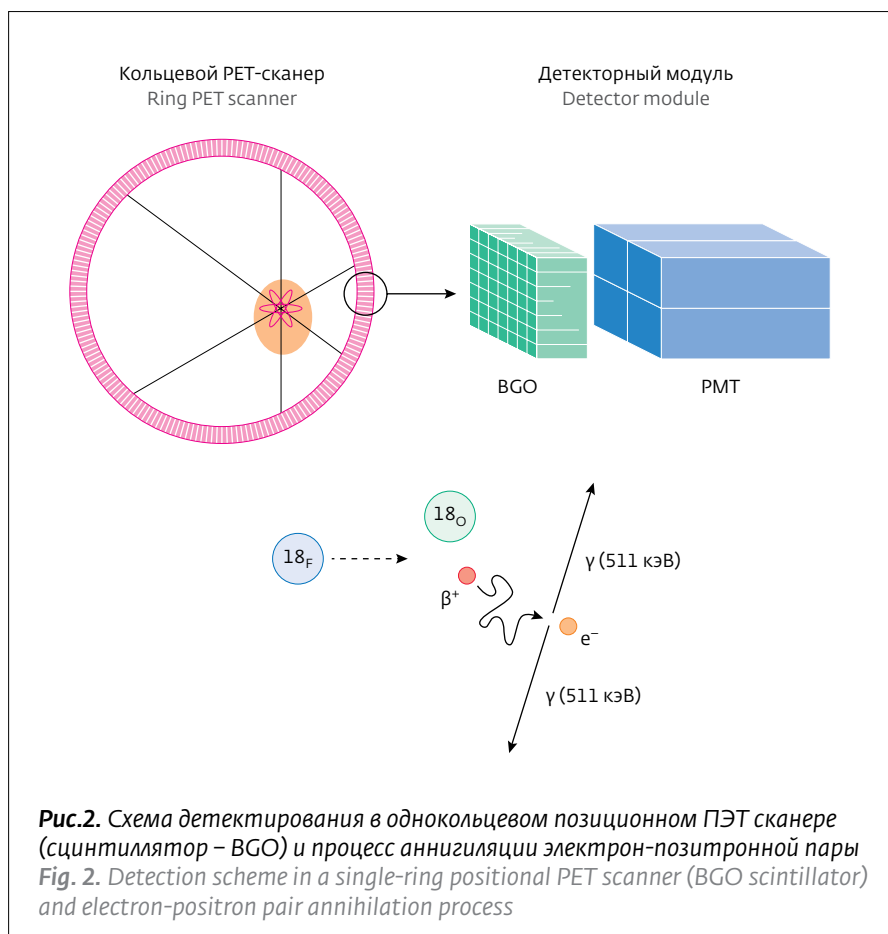 Кольцевой PET-сканер
Ring PET scanner
Детекторный модуль
Detector module
BGO
PMT
18O
18F
γ (511 кэВ)
β+
e−
γ (511 кэВ)
Рис.2. Схема детектирования в однокольцевом позиционном ПЭТ сканере
(сцинтиллятор – BGO) и процесс аннигиляции электрон-позитронной пары
Fig. 2. Detection scheme in a single-ring positional PET scanner (BGO scintillator)
and electron-positron pair annihilation process